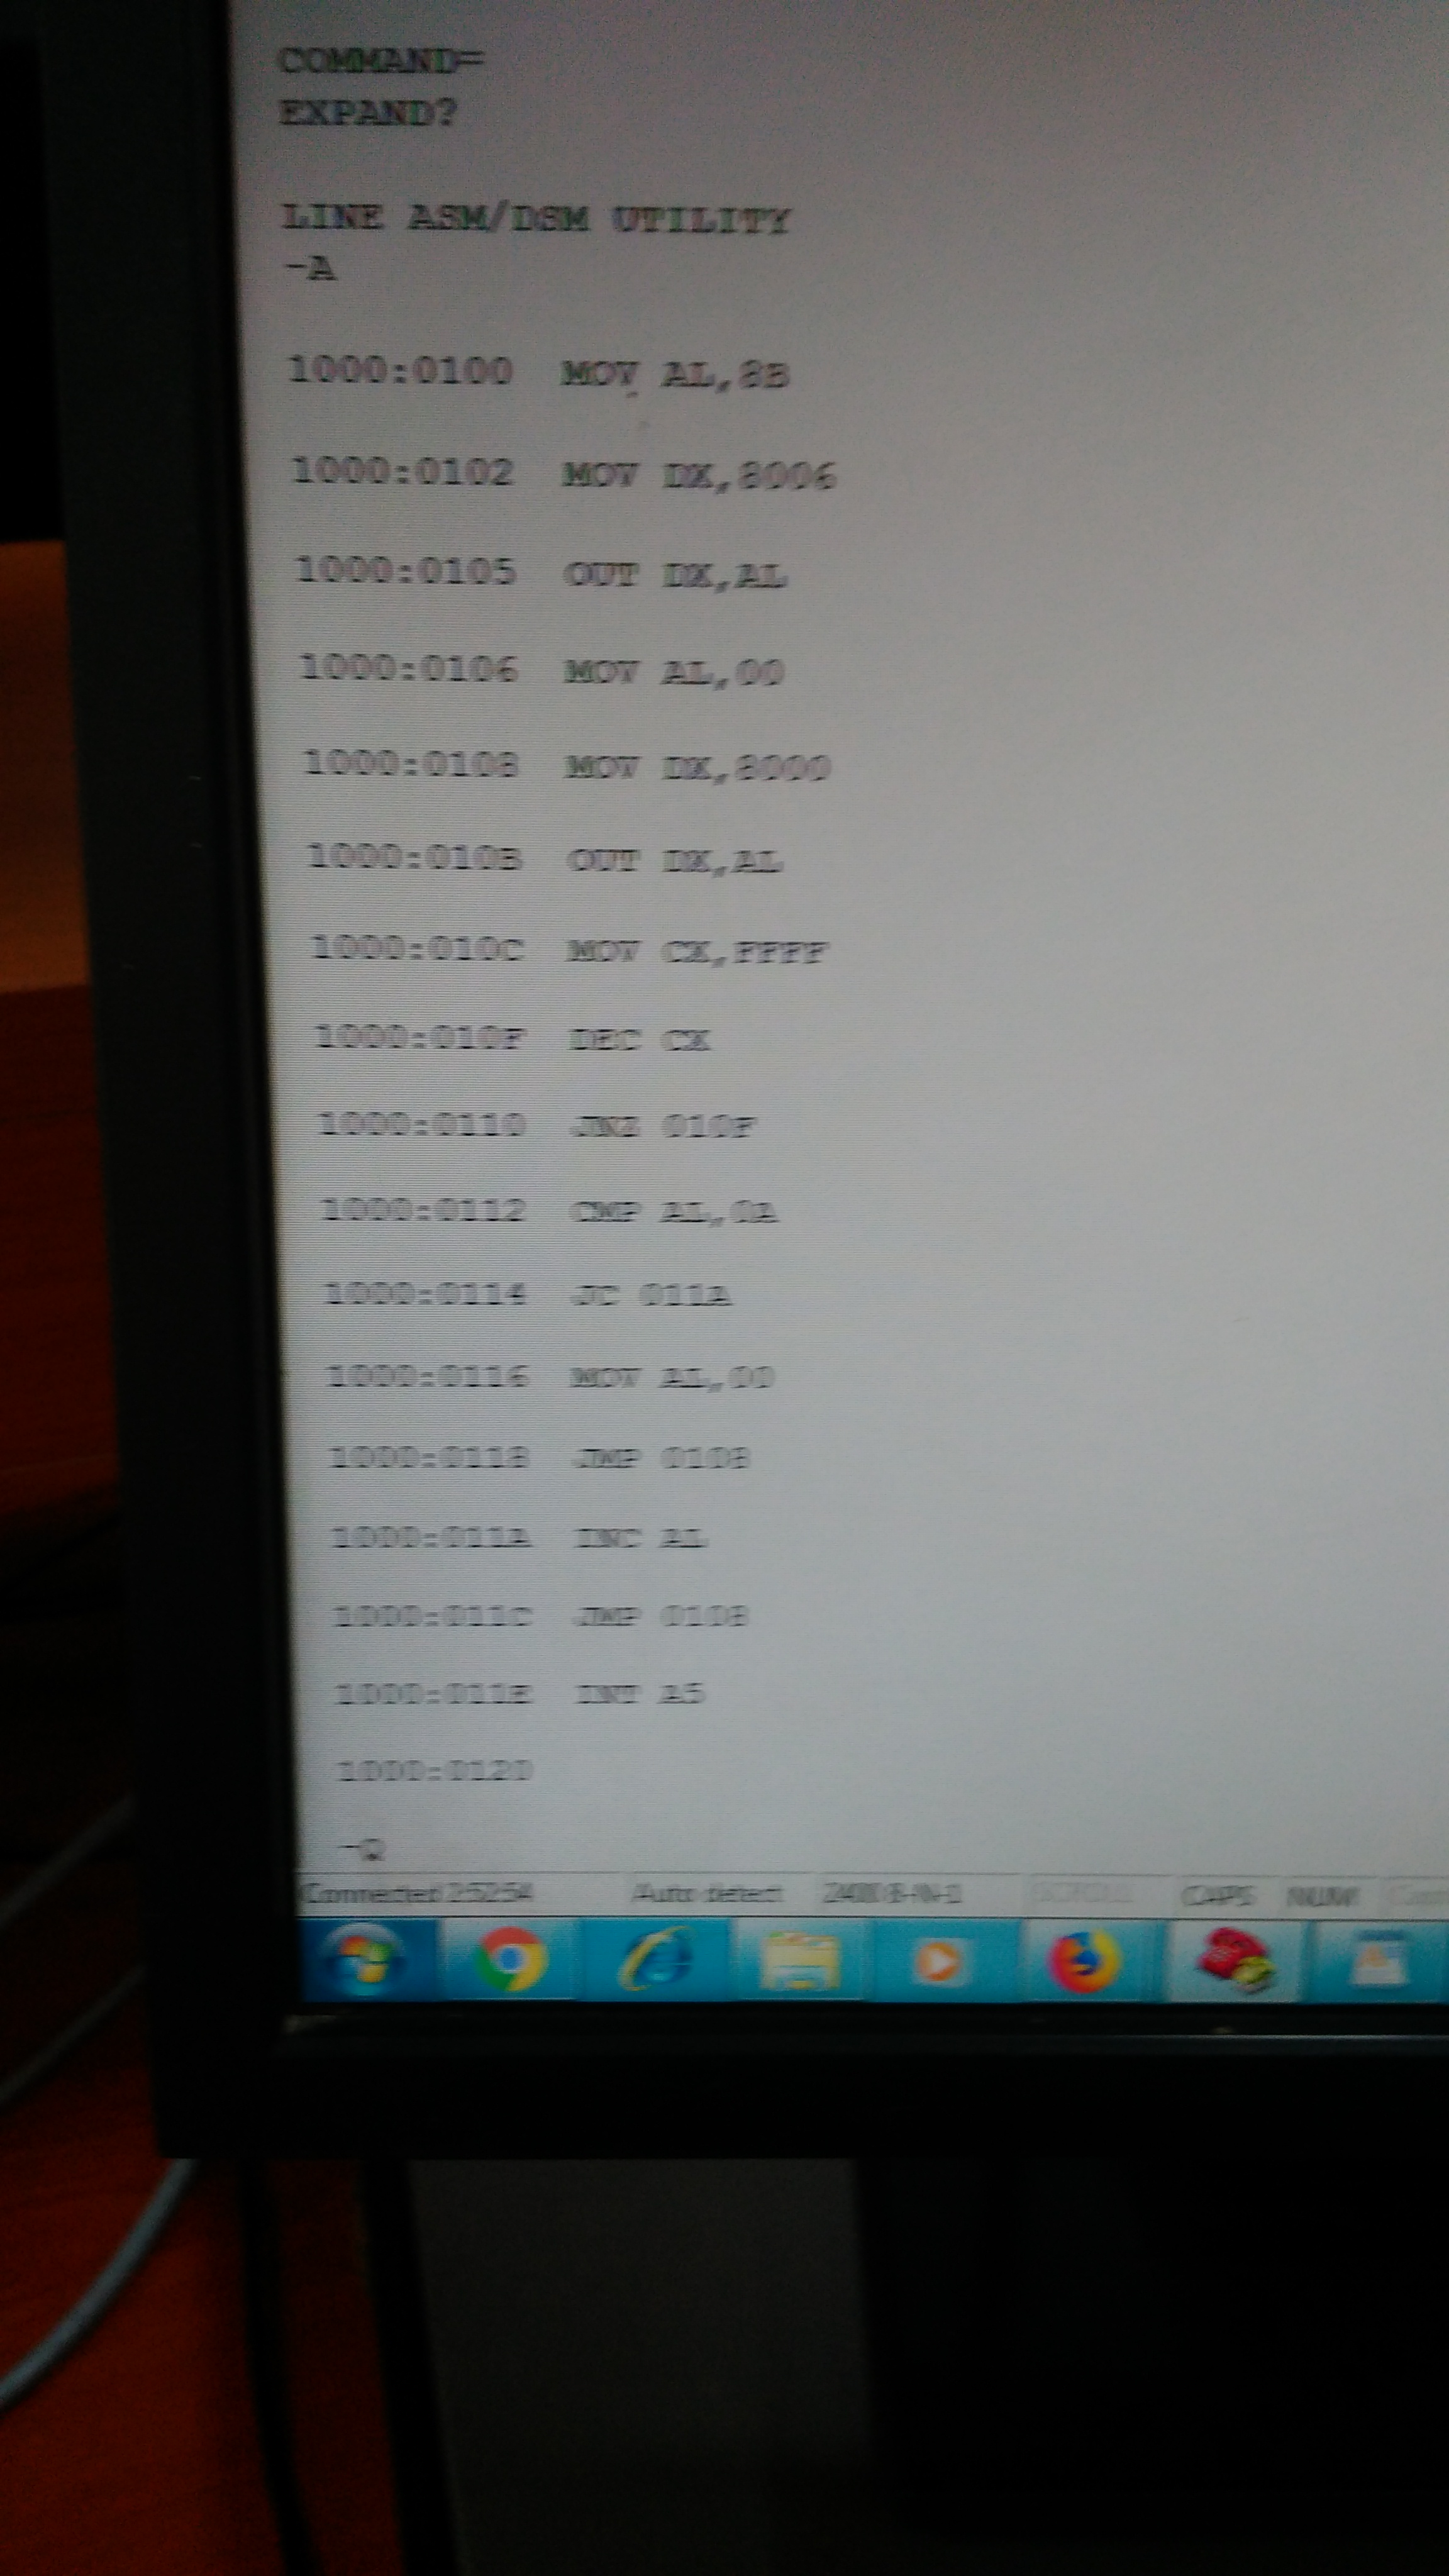 COMMAND=
EXPAND?
LINE ASM/DSM UTILITY
-A
1000:0100 MOV AL,8B
1000:0102 MOV DX,8006
1000:0105 OUT DX,AL
1000:0106 MOV AL,00
1000:0108 MOV DX,8000
1000:010B OUT DX,AL
1000:010C MOV CX,FFFF
1000:010F DEC CX
1000:0110 JNZ 010F
1000:0112 CMP AL,0A
1000:0114 JC 011A
1000:0116 MOV AL,00
1000:0118 JMP 0108
1000:011A INC AL
1000:011C JMP 0108
1000:011E INT A5
1000:0120
-Q
Connected 2:52:54 Auto detect 2400 8-N-1 SCROLL CAPS NUM